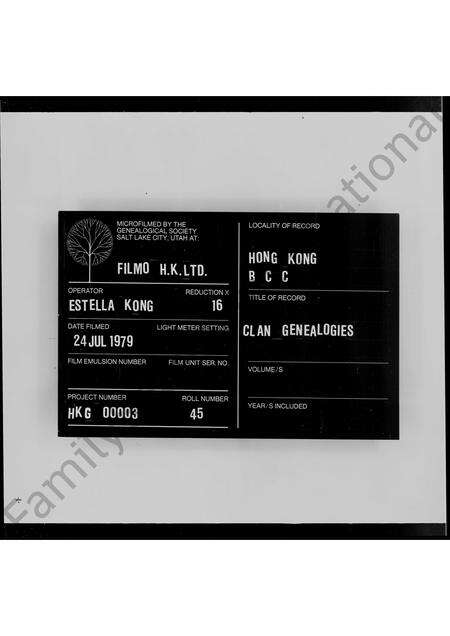 MICROFILMED BY THE
GENEALOGICAL SOCIETY
SALT LAKE CITY, UTAH AT:
FILMO H.K.LTD.
OPERATOR REDUCTION X
ESTELLA KONG 16
DATE FILMED LIGHT METER SETTING
24 JUL 1979
FILM EMULSION NUMBER FILM UNIT SER. NO.
PROJECT NUMBER ROLL NUMBER
HKG 00003 45
LOCALITY OF RECORD
HONG KONG
B C C
TITLE OF RECORD
CLAN GENEALOGIES
VOLUME/S
YEAR/S INCLUDED
Family
national